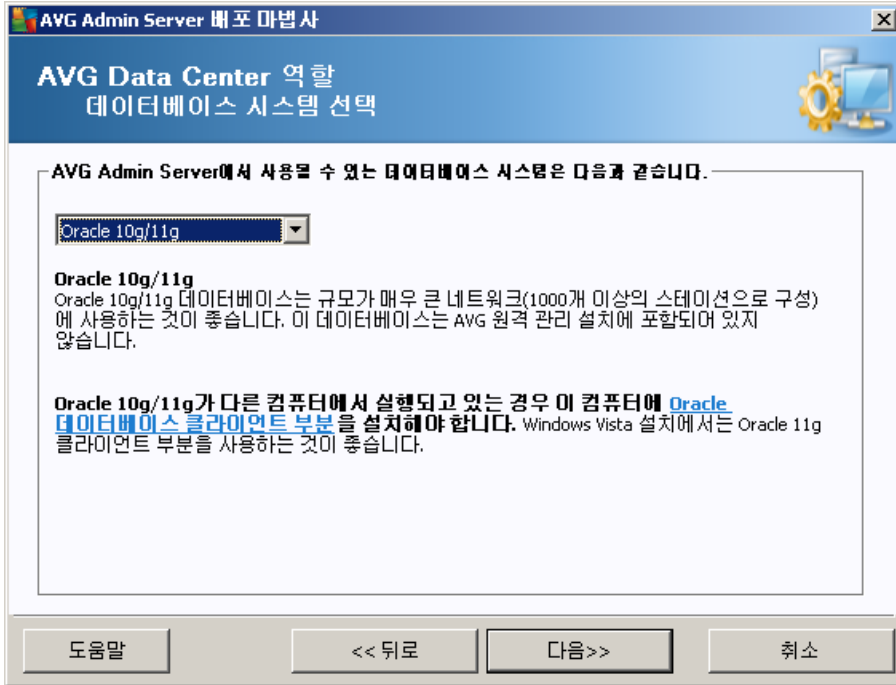 AVG Admin Server 배포 마법사
AVG Data Center 역할
데이터베이스 시스템 선택
AVG Admin Server에서 사용될 수 있는 데이터베이스 시스템은 다음과 같습니다.
Oracle 10g/11g
Oracle 10g/11g
Oracle 10g/11g 데이터베이스는 규모가 매우 큰 네트워크(1000개 이상의 스테이션으로 구성)
에 사용하는 것이 좋습니다. 이 데이터베이스는 AVG 원격 관리 설치에 포함되어 있지
않습니다.
Oracle 10g/11g가 다른 컴퓨터에서 실행되고 있는 경우 이 컴퓨터에 Oracle
데이터베이스 클라이언트 부분을 설치해야 합니다. Windows Vista 설치에서는 Oracle 11g
클라이언트 부분을 사용하는 것이 좋습니다.
도움말
<< 뒤로
다음>>
취소